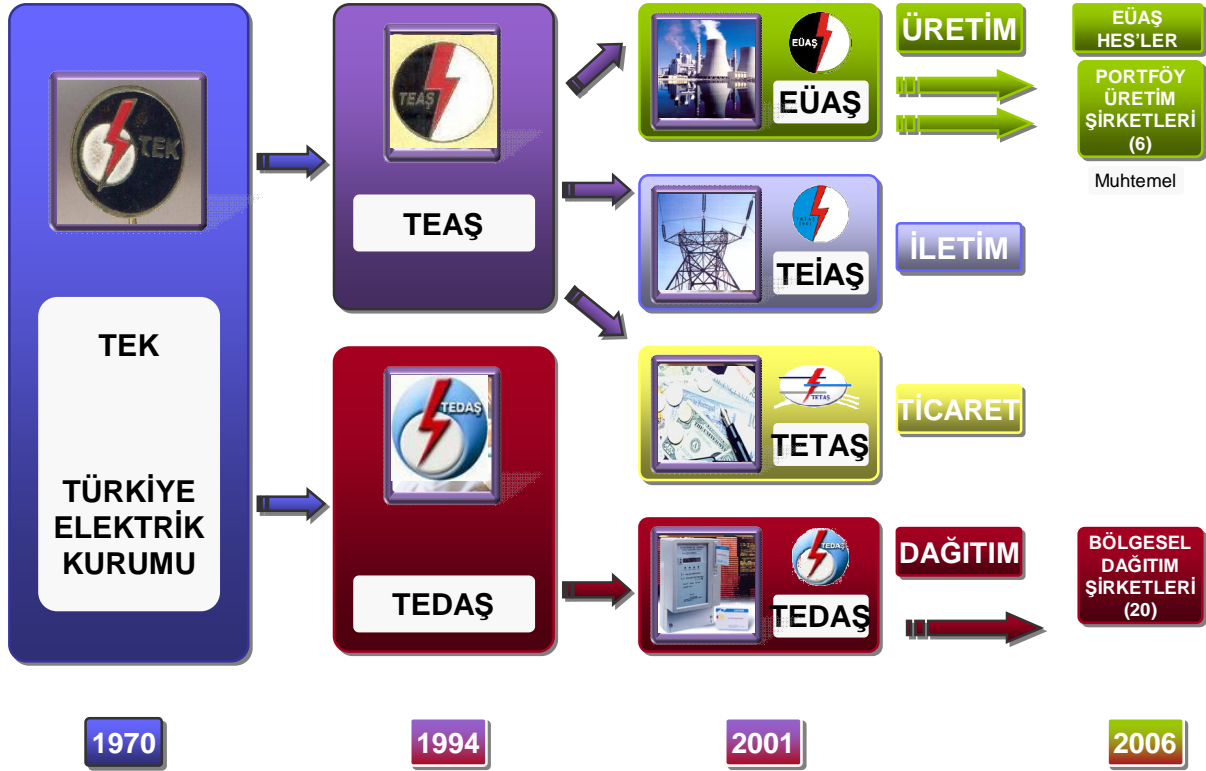 TEK
TEK
TÜRKİYE
ELEKTRİK
KURUMU
TEAŞ
TEAŞ
TEDAŞ
TEDAŞ
EÜAŞ
EÜAŞ
TEİAŞ
TETAŞ
TETAŞ
TEDAŞ
TEDAŞ
ÜRETİM
İLETİM
TİCARET
DAĞITIM
EÜAŞ
HES’LER
PORTFÖY
ÜRETİM
ŞİRKETLERİ
(6)
Muhtemel
BÖLGESEL
DAĞITIM
ŞİRKETLERİ
(20)
1970
1994
2001
2006